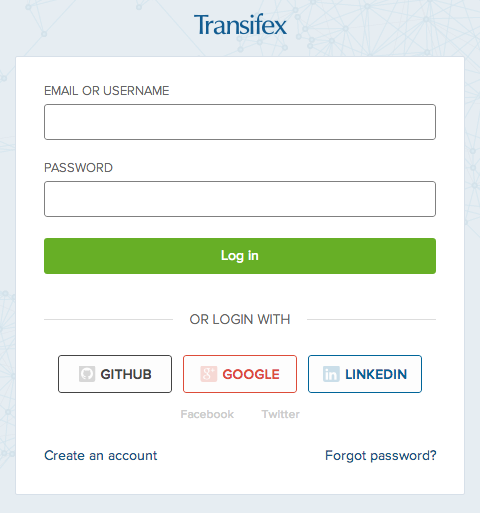 Transifex
EMAIL OR USERNAME
PASSWORD
Log in
OR LOGIN WITH
GITHUB GOOGLE LINKEDIN
Facebook Twitter
Create an account Forgot password?